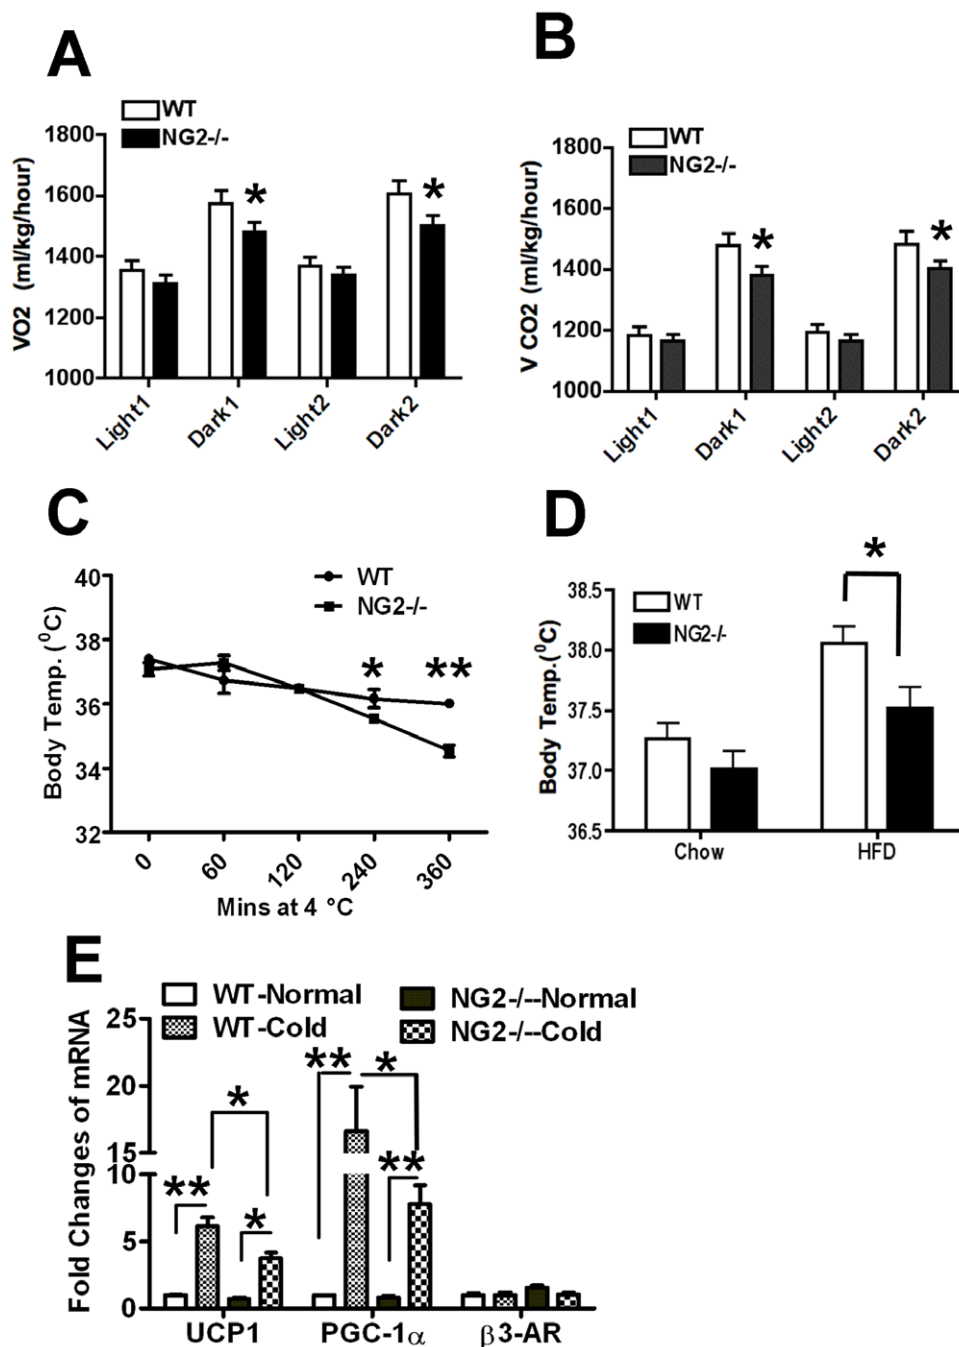 A
WT
NG2-/-
VO2 (ml/kg/hour)
1800
1600
1400
1200
1000
* *
Light1 Dark1 Light2 Dark2
B
WT
NG2-/-
V CO2 (ml/kg/hour)
1800
1600
1400
1200
1000
* *
Light1 Dark1 Light2 Dark2
C
WT
NG2-/-
Body Temp.(⁰C)
40
38
36
34
32
* **
0 60 120 240 360
Mins at 4 °C
D
*
WT
NG2-/-
Body Temp.(⁰C)
38.5
38.0
37.5
37.0
36.5
Chow HFD
E
WT-Normal
WT-Cold
NG2-/--Normal
NG2-/--Cold
Fold Changes of mRNA
25
20
15
10
5
0
** * *
** * **
UCP1 PGC-1α β3-AR